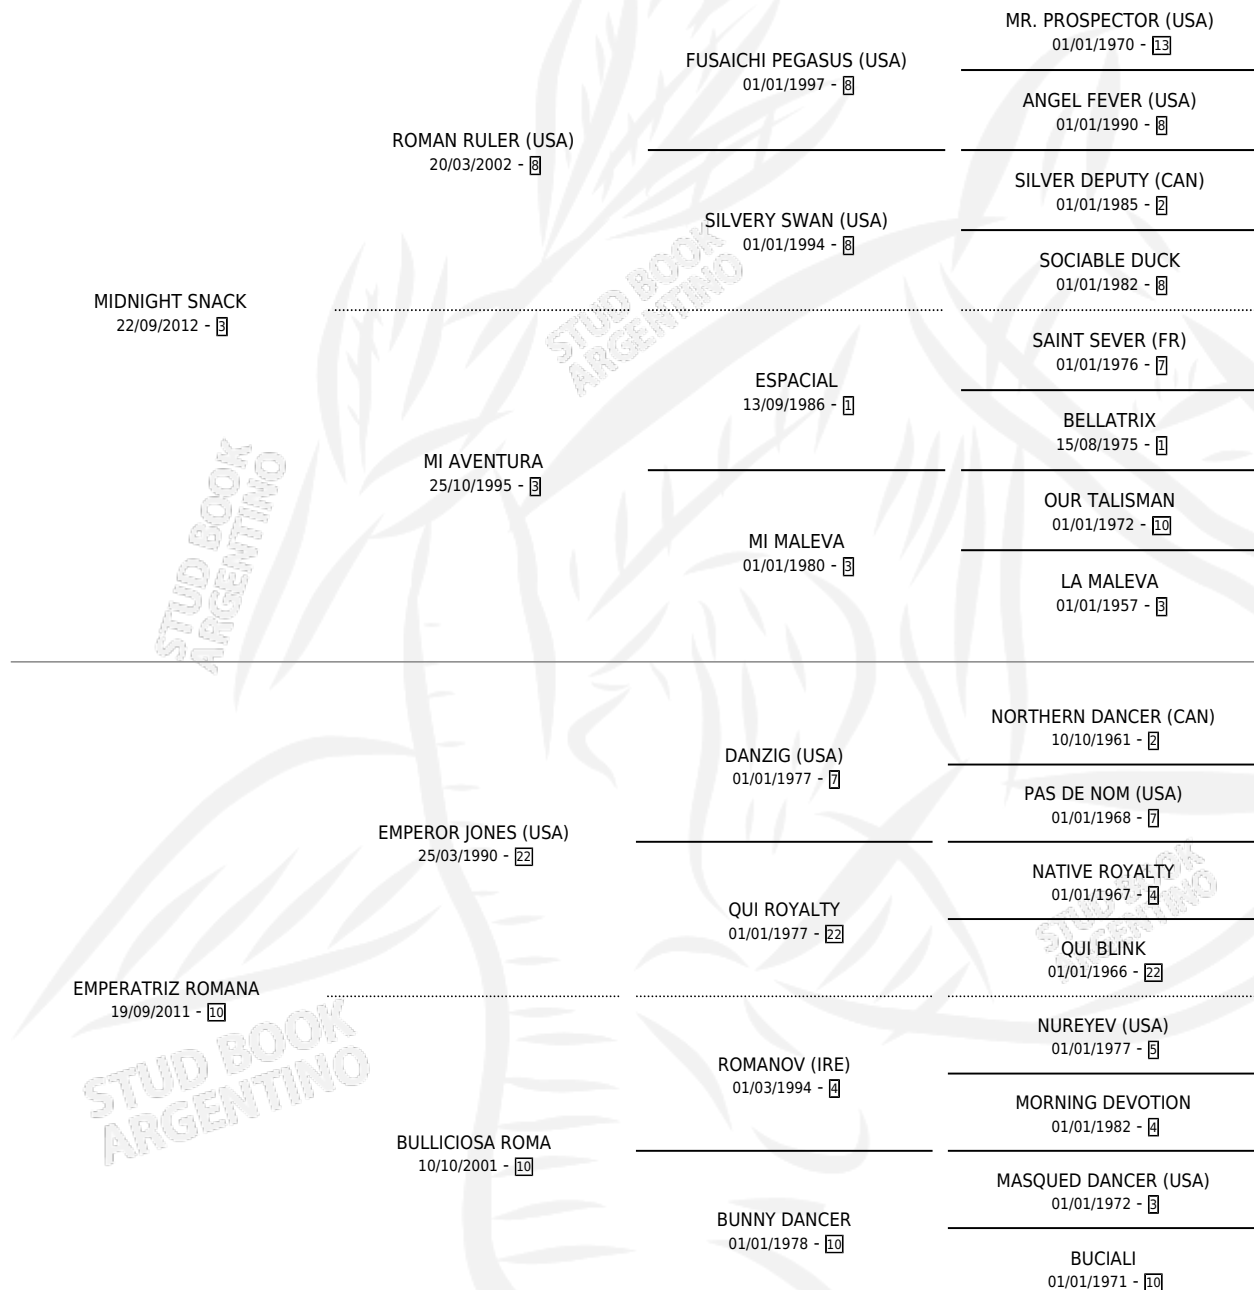 MR. PROSPECTOR (USA)
01/01/1970 - 13
FUSAICHI PEGASUS (USA)
01/01/1997 - 8
ANGEL FEVER (USA)
01/01/1990 - 8
ROMAN RULER (USA)
20/03/2002 - 8
SILVER DEPUTY (CAN)
01/01/1985 - 2
SILVERY SWAN (USA)
01/01/1994 - 8
SOCIABLE DUCK
01/01/1982 - 8
MIDNIGHT SNACK
22/09/2012 - 3
SAINT SEVER (FR)
01/01/1976 - 7
ESPACIAL
13/09/1986 - 1
BELLATRIX
15/08/1975 - 1
MI AVENTURA
25/10/1995 - 3
OUR TALISMAN
01/01/1972 - 10
MI MALEVA
01/01/1980 - 3
LA MALEVA
01/01/1957 - 3
NORTHERN DANCER (CAN)
10/10/1961 - 2
DANZIG (USA)
01/01/1977 - 7
PAS DE NOM (USA)
01/01/1968 - 7
EMPEROR JONES (USA)
25/03/1990 - 22
NATIVE ROYALTY
01/01/1967 - 4
QUI ROYALTY
01/01/1977 - 22
QUI BLINK
01/01/1966 - 22
EMPERATRIZ ROMANA
19/09/2011 - 10
NUREYEV (USA)
01/01/1977 - 5
ROMANOV (IRE)
01/03/1994 - 4
MORNING DEVOTION
01/01/1982 - 4
BULLICIOSA ROMA
10/10/2001 - 10
MASQUED DANCER (USA)
01/01/1972 - 3
BUNNY DANCER
01/01/1978 - 10
BUCIALI
01/01/1971 - 10
STUD BOOK
ARGENTINO
STUD BOOK
ARGENTINO
STUD BOOK
ARGENTINO
STUD BOOK
ARGENTINO